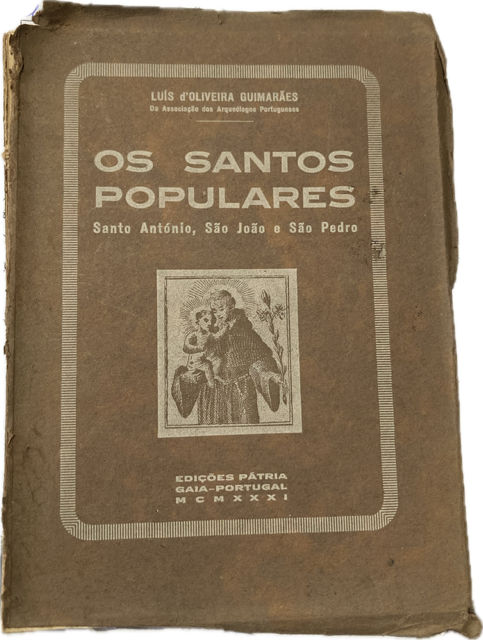 LUÍS d'OLIVEIRA GUIMARÃES
Da Associação dos Arqueólogos Portugueses
OS SANTOS
POPULARES
Santo António, São João e São Pedro
EDIÇÕES PÁTRIA
GAIA—PORTUGAL
MCMXXXI